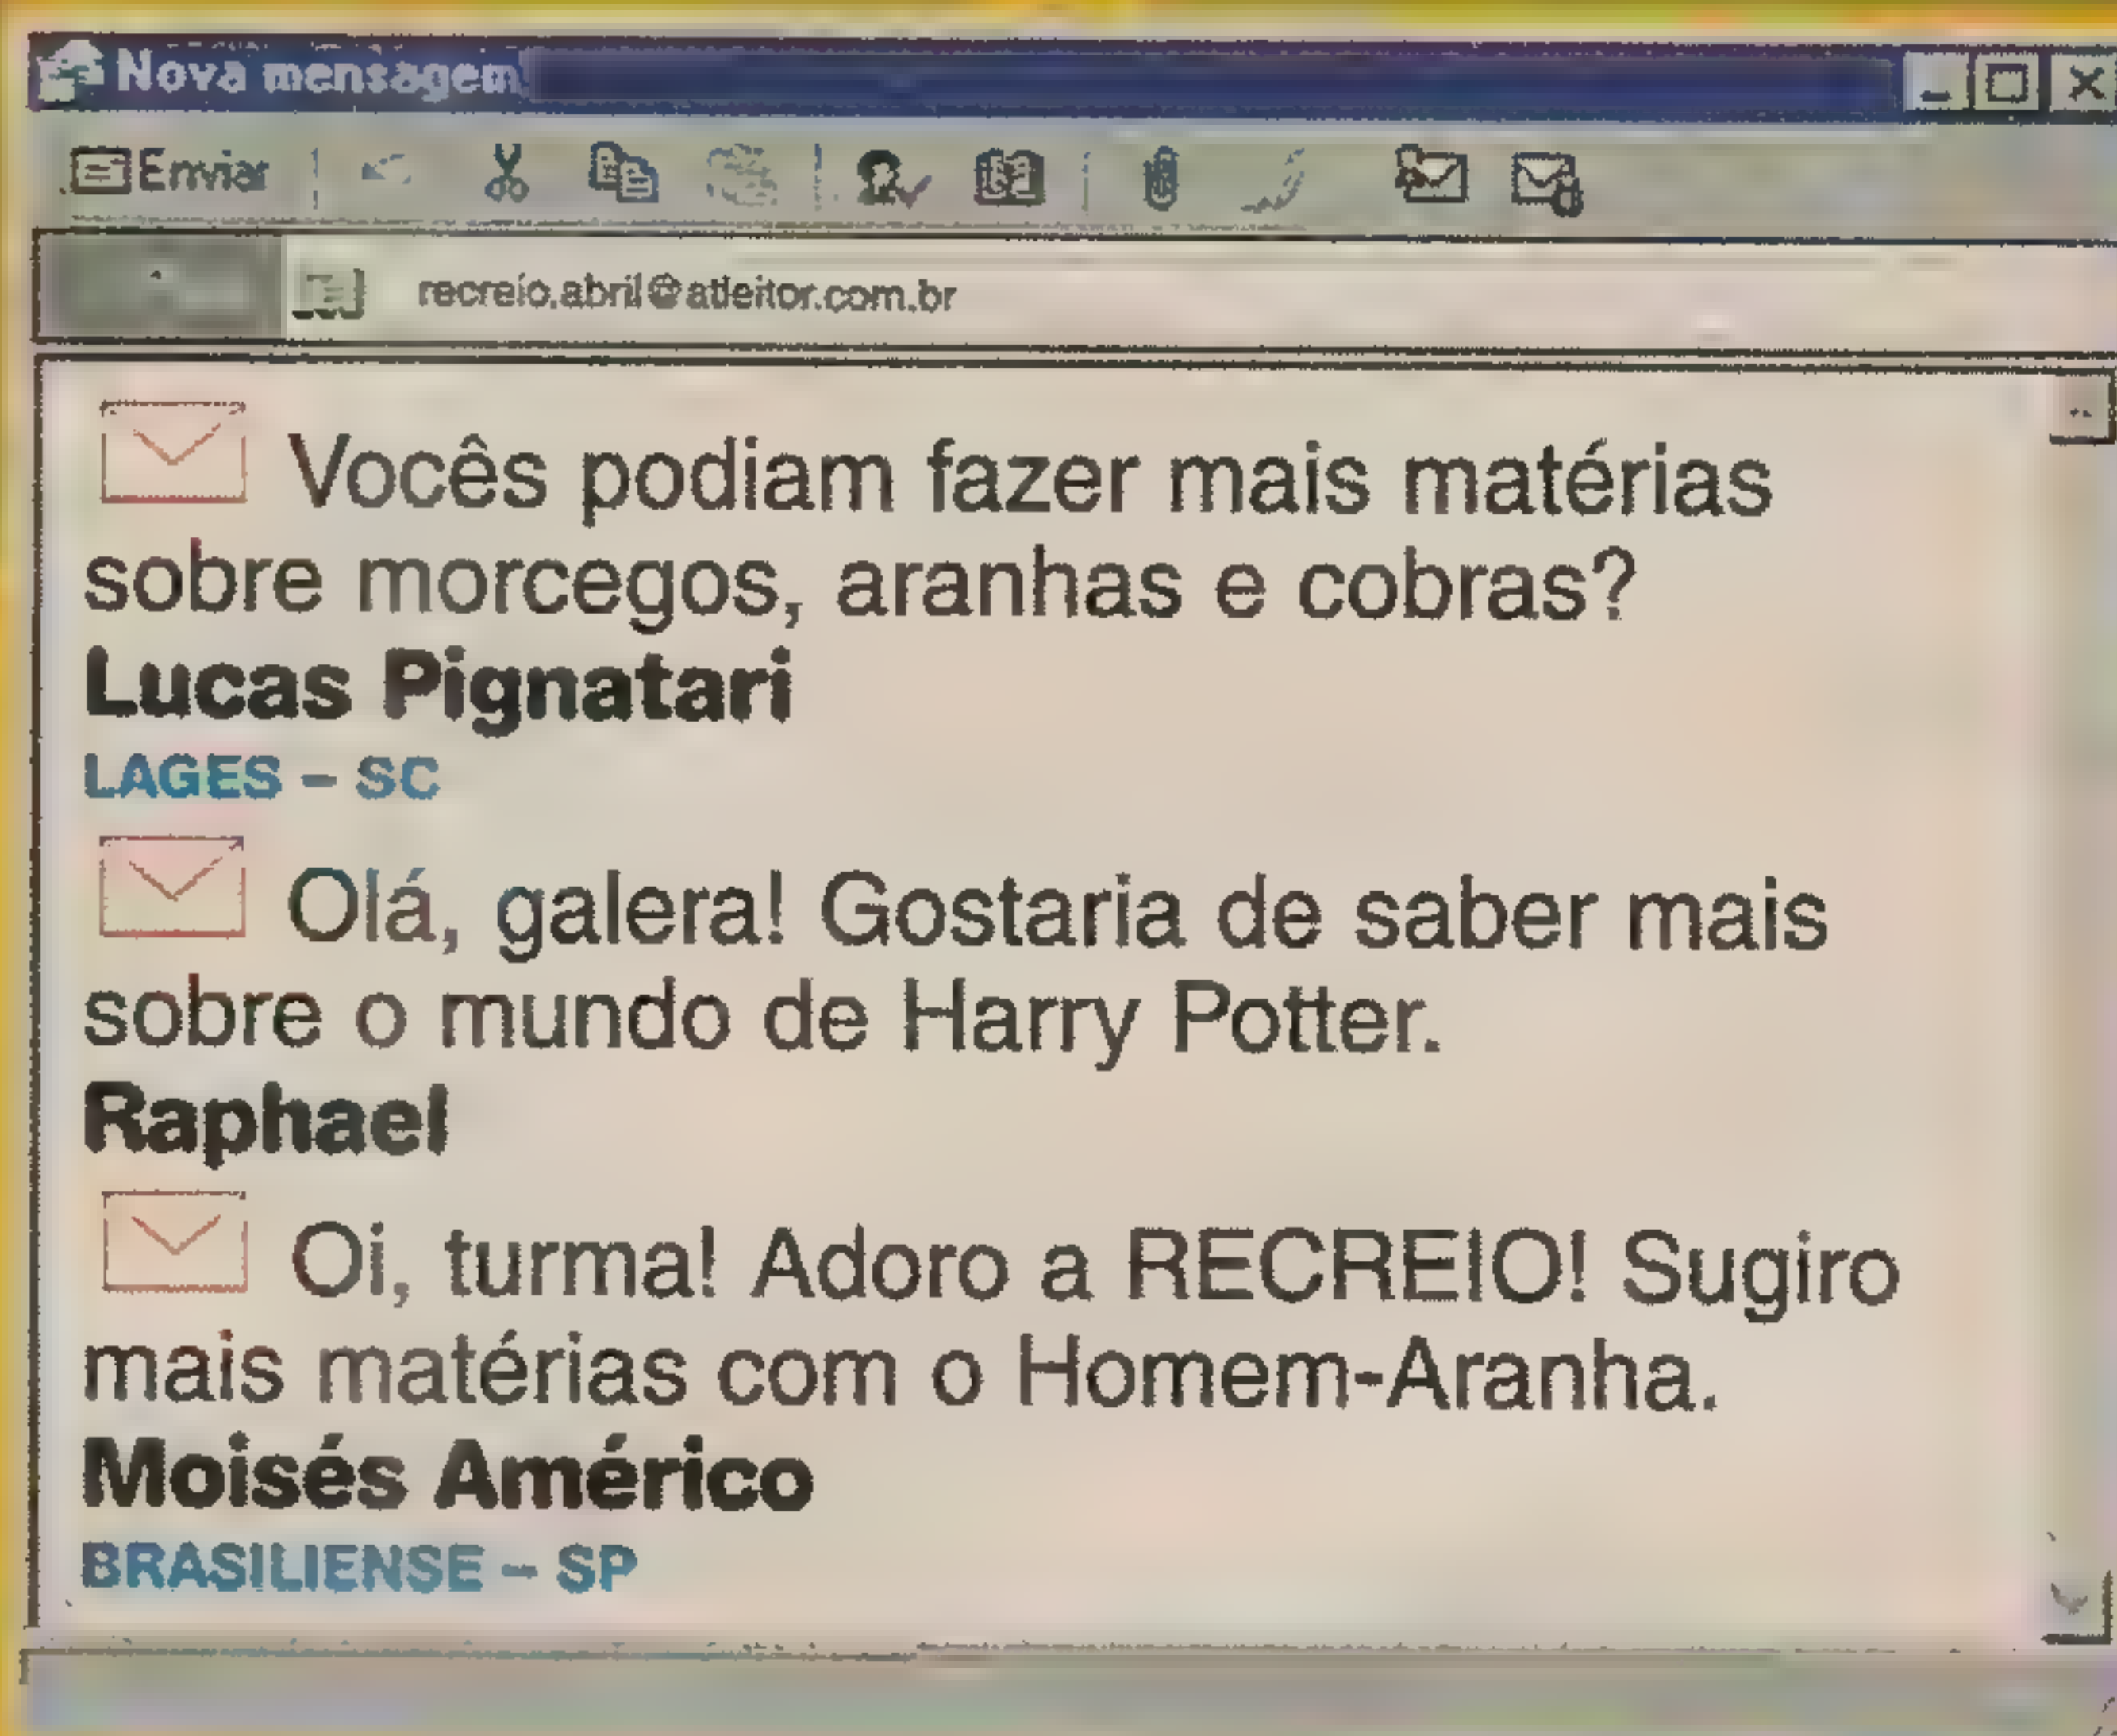 Nova mensagem
Enviar
recreio.abril@atleitor.com.br
Vocês podiam fazer mais matérias
sobre morcegos, aranhas e cobras?
Lucas Pignatari
LAGES – SC
Olá, galera! Gostaria de saber mais
sobre o mundo de Harry Potter.
Raphael
Oi, turma! Adoro a RECREIO! Sugiro
mais matérias com o Homem-Aranha.
Moisés Américo
BRASILIENSE – SP